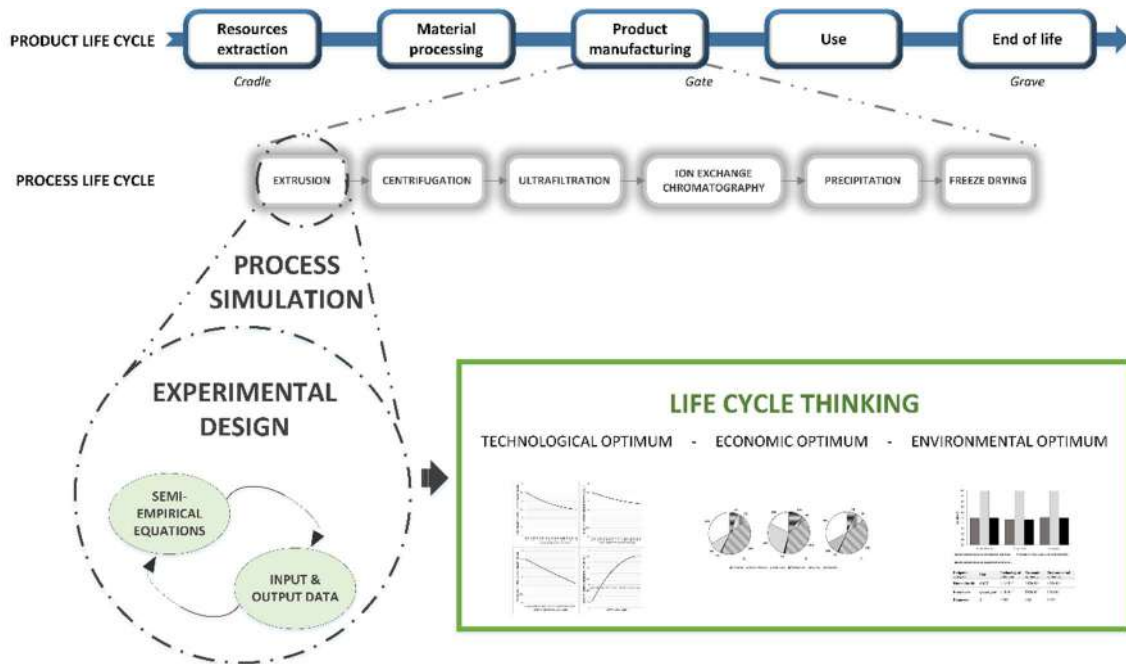 PRODUCT LIFE CYCLE
Resources
extraction
Material
processing
Product
manufacturing
Use
End of life
Cradle
Gate
Grave
PROCESS LIFE CYCLE
EXTRUSION
CENTRIFUGATION
ULTRAFILTRATION
ION EXCHANGE
CHROMATOGRAPHY
PRECIPITATION
FREEZE DRYING
PROCESS
SIMULATION
EXPERIMENTAL
DESIGN
SEMI-
EMPIRICAL
EQUATIONS
INPUT &
OUTPUT DATA
LIFE CYCLE THINKING
TECHNOLOGICAL OPTIMUM - ECONOMIC OPTIMUM - ENVIRONMENTAL OPTIMUM